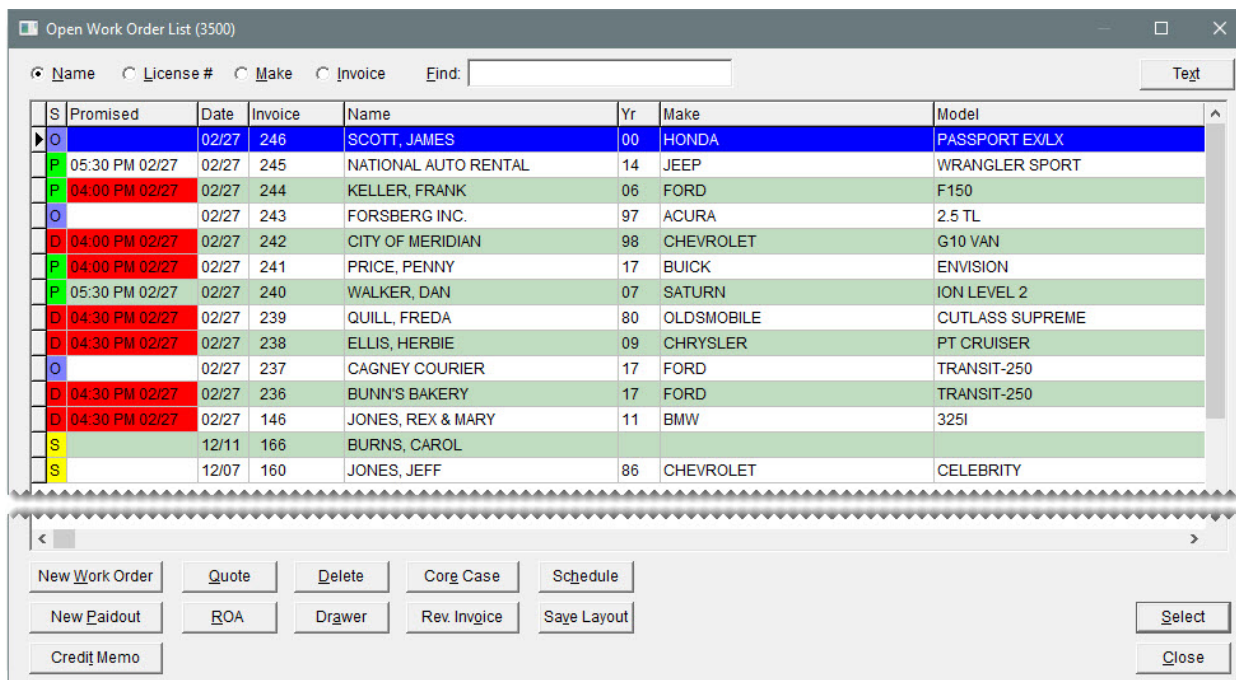 Open Work Order List (3500)
Name License # Make Invoice Find: Text
S Promised Date Invoice Name Yr Make Model
O 02/27 246 SCOTT, JAMES 00 HONDA PASSPORT EX/LX
P 05:30 PM 02/27 02/27 245 NATIONAL AUTO RENTAL 14 JEEP WRANGLER SPORT
P 04:00 PM 02/27 02/27 244 KELLER, FRANK 06 FORD F150
O 02/27 243 FORSBERG INC. 97 ACURA 2.5 TL
D 04:00 PM 02/27 02/27 242 CITY OF MERIDIAN 98 CHEVROLET G10 VAN
P 04:00 PM 02/27 02/27 241 PRICE, PENNY 17 BUICK ENVISION
P 05:30 PM 02/27 02/27 240 WALKER, DAN 07 SATURN ION LEVEL 2
D 04:30 PM 02/27 02/27 239 QUILL, FREDA 80 OLDSMOBILE CUTLASS SUPREME
D 04:30 PM 02/27 02/27 238 ELLIS, HERBIE 09 CHRYSLER PT CRUISER
O 02/27 237 CAGNEY COURIER 17 FORD TRANSIT-250
D 04:30 PM 02/27 02/27 236 BUNN'S BAKERY 17 FORD TRANSIT-250
D 04:30 PM 02/27 02/27 146 JONES, REX & MARY 11 BMW 325I
S 12/11 166 BURNS, CAROL
S 12/07 160 JONES, JEFF 86 CHEVROLET CELEBRITY
New Work Order Quote Delete Core Case Schedule
New Paidout ROA Drawer Rev. Invoice Save Layout Select
Credit Memo Close